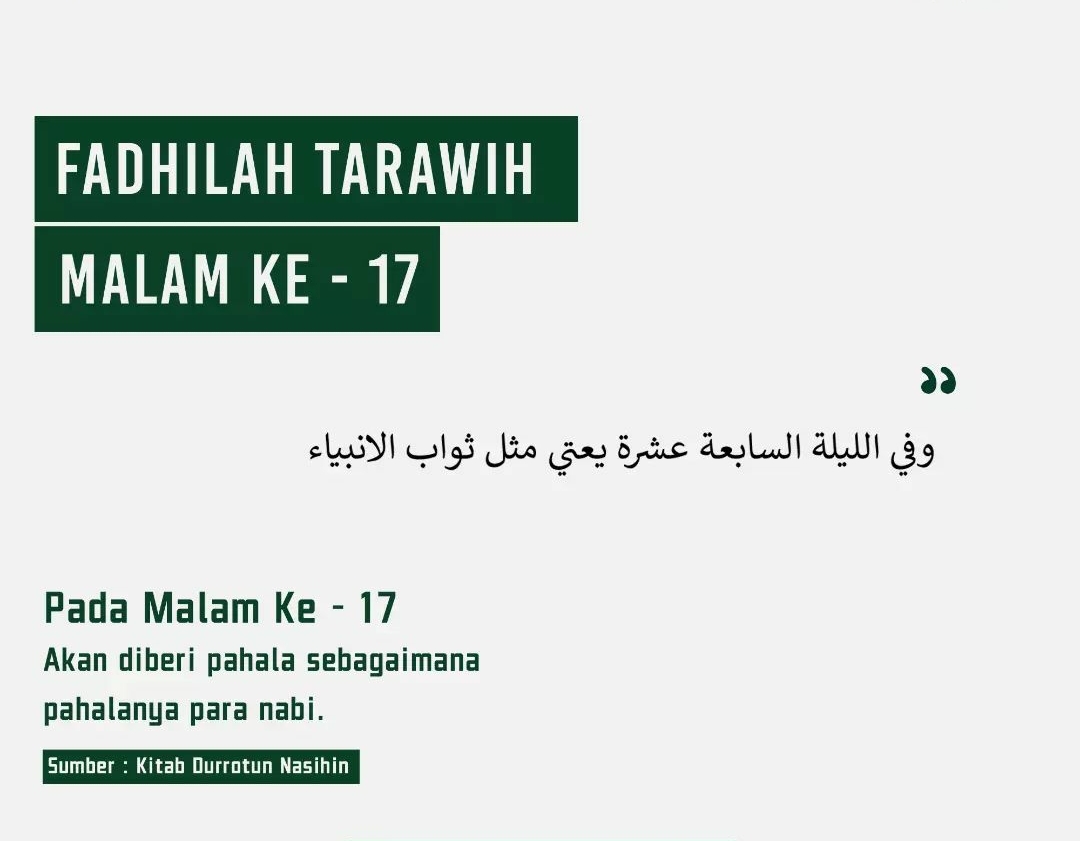 FADHILAH TARAWIH
MALAM KE - 17
”
وفي الليلة السابعة عشرة يعتي مثل ثواب الانبياء
Pada Malam Ke - 17
Akan diberi pahala sebagaimana
pahalanya para nabi.
Sumber : Kitab Durrotun Nasihin